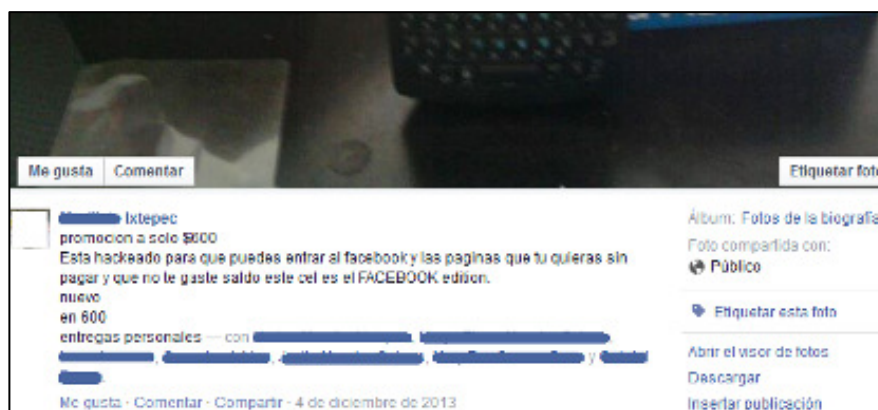 Me gusta Comentar Etiquetar foto
Ixtepec
promocion a solo $600
Esta hackeado para que puedes entrar al facebook y las paginas que tu quieras sin
pagar y que no te gaste saldo este cel es el FACEBOOK edition.
nuevo
en 600
entregas personales — con
y
Me gusta · Comentar · Compartir · 4 de diciembre de 2013
Álbum: Fotos de la biografía
Foto compartida con:
Público
Etiquetar esta foto
Abrir el visor de fotos
Descargar
Insertar publicación